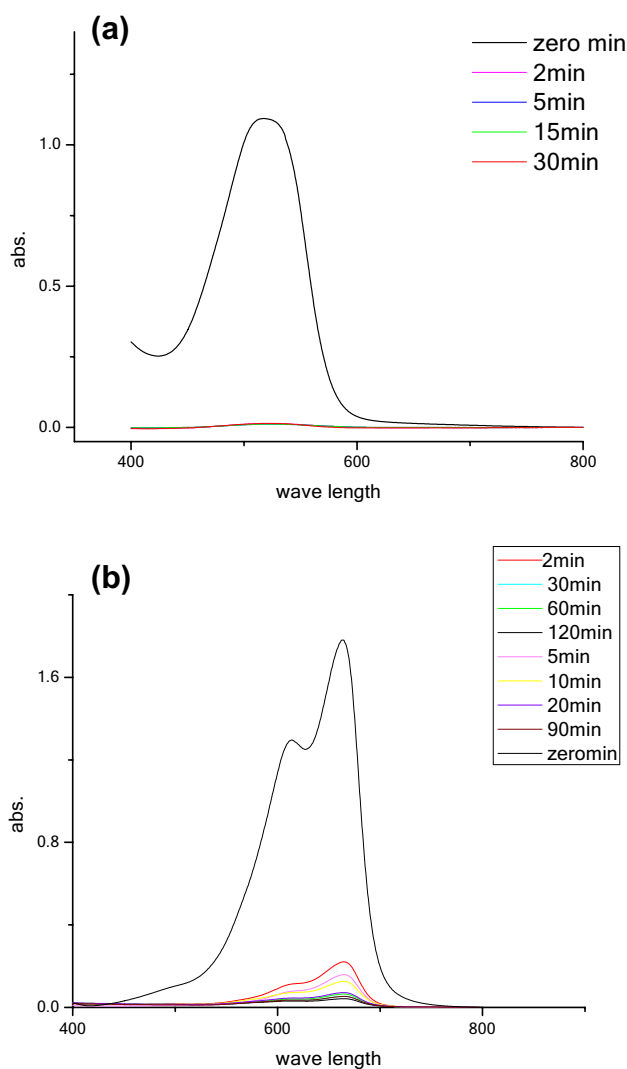 (a)
zero min
2min
5min
15min
30min
1.0
0.5
0.0
abs.
400
600
800
wave length
(b)
2min
30min
60min
120min
5min
10min
20min
90min
zeromin
1.6
0.8
0.0
abs.
400
600
800
wave length